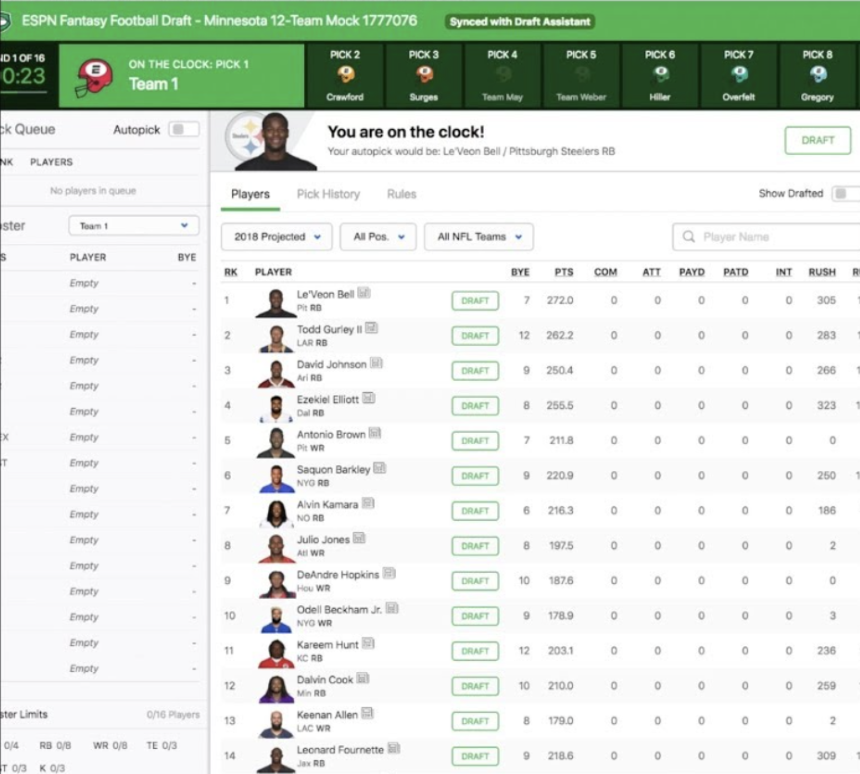 ESPN Fantasy Football Draft - Minnesota 12-Team Mock 1777076 Synced with Draft Assistant
ND 1 OF 16
0:23
ON THE CLOCK: PICK 1
Team 1
PICK 2 PICK 3 PICK 4 PICK 5 PICK 6 PICK 7 PICK 8
Crawford Surges Team May Team Weber Hiller Overfelt Gregory
ck Queue Autopick
NK PLAYERS
No players in queue
oster Team 1
S PLAYER BYE
Empty -
Empty -
Empty -
Empty -
Empty -
Empty -
EX Empty -
ST Empty -
Empty -
Empty -
Empty -
Empty -
Empty -
Empty -
Empty -
Empty -
ster Limits 0/16 Players
0/4 RB 0/8 WR 0/8 TE 0/3
ST 0/3 K 0/3
Steelers
You are on the clock!
Your autopick would be: Le'Veon Bell / Pittsburgh Steelers RB
DRAFT
Players Pick History Rules Show Drafted
2018 Projected All Pos. All NFL Teams Player Name
RK PLAYER BYE PTS COM ATT PAYD PATD INT RUSH
1 Le'Veon Bell DRAFT 7 272.0 0 0 0 0 0 305
Pit RB
2 Todd Gurley II DRAFT 12 262.2 0 0 0 0 0 283
LAR RB
3 David Johnson DRAFT 9 250.4 0 0 0 0 0 266
Ari RB
4 Ezekiel Elliott DRAFT 8 255.5 0 0 0 0 0 323
Dal RB
5 Antonio Brown DRAFT 7 211.8 0 0 0 0 0 0
Pit WR
6 Saquon Barkley DRAFT 9 220.9 0 0 0 0 0 250
NYG RB
7 Alvin Kamara DRAFT 6 216.3 0 0 0 0 0 186
NO RB
8 Julio Jones DRAFT 8 197.5 0 0 0 0 0 2
Atl WR
9 DeAndre Hopkins DRAFT 10 187.6 0 0 0 0 0 0
Hou WR
10 Odell Beckham Jr. DRAFT 9 178.9 0 0 0 0 0 3
NYG WR
11 Kareem Hunt DRAFT 12 203.1 0 0 0 0 0 236
KC RB
12 Dalvin Cook DRAFT 10 210.0 0 0 0 0 0 259
Min RB
13 Keenan Allen DRAFT 8 179.0 0 0 0 0 0 2
LAC WR
14 Leonard Fournette DRAFT 9 218.6 0 0 0 0 0 309
Jax RB